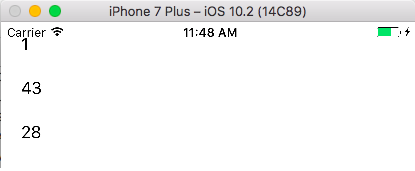 iPhone 7 Plus – iOS 10.2 (14C89)
Carrier 11:48 AM
1
43
28